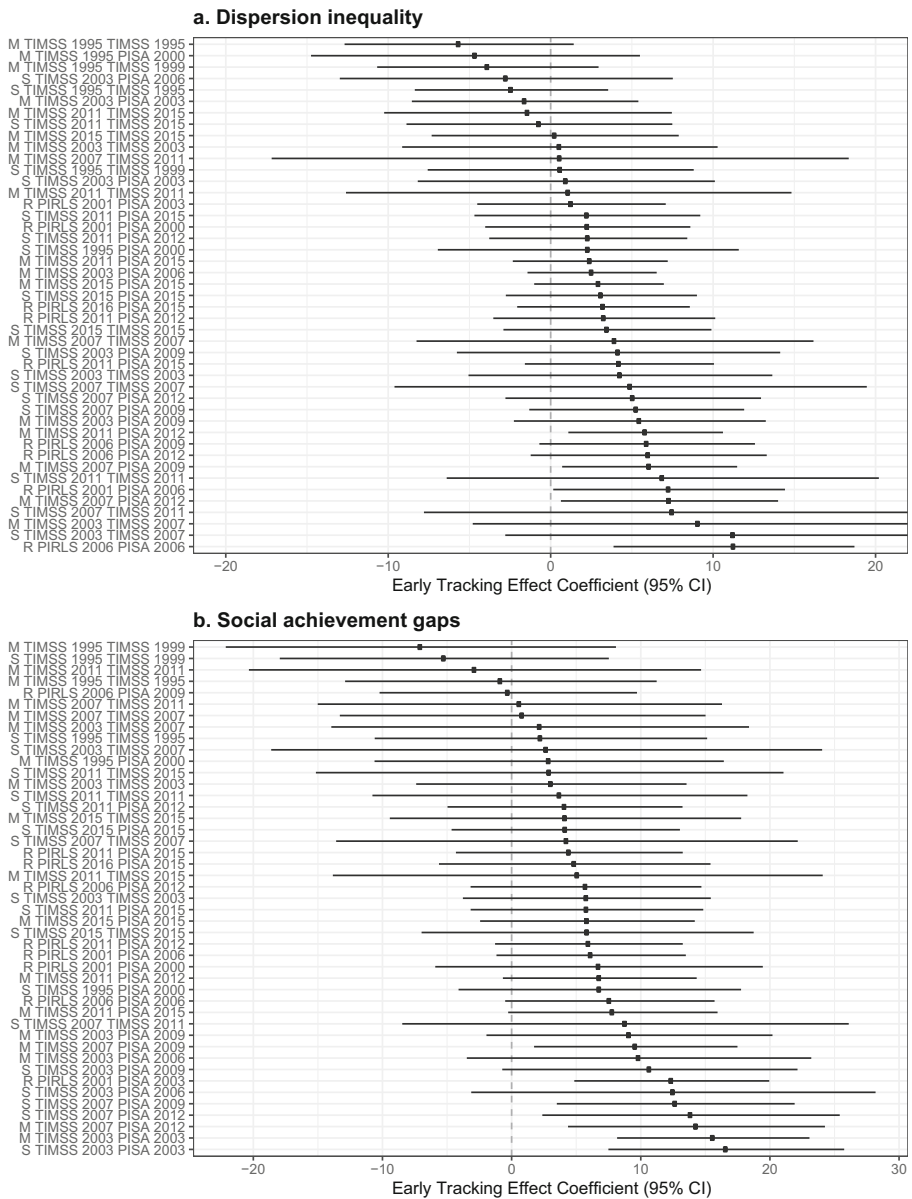 a. Dispersion inequality
M TIMSS 1995 TIMSS 1995
M TIMSS 1995 PISA 2000
M TIMSS 1995 TIMSS 1999
S TIMSS 2003 PISA 2006
S TIMSS 1995 TIMSS 1995
M TIMSS 2003 PISA 2003
M TIMSS 2011 TIMSS 2015
S TIMSS 2011 TIMSS 2015
M TIMSS 2015 TIMSS 2015
M TIMSS 2003 TIMSS 2003
M TIMSS 2007 TIMSS 2011
S TIMSS 1995 TIMSS 1999
S TIMSS 2003 PISA 2003
M TIMSS 2011 TIMSS 2011
R PIRLS 2001 PISA 2003
S TIMSS 2011 PISA 2015
R PIRLS 2001 PISA 2000
S TIMSS 2011 PISA 2012
S TIMSS 1995 PISA 2000
M TIMSS 2011 PISA 2015
M TIMSS 2003 PISA 2006
M TIMSS 2015 PISA 2015
S TIMSS 2015 PISA 2015
R PIRLS 2016 PISA 2015
R PIRLS 2011 PISA 2012
S TIMSS 2015 TIMSS 2015
M TIMSS 2007 TIMSS 2007
S TIMSS 2003 PISA 2009
R PIRLS 2011 PISA 2015
S TIMSS 2003 TIMSS 2003
S TIMSS 2007 TIMSS 2007
S TIMSS 2007 PISA 2012
S TIMSS 2007 PISA 2009
M TIMSS 2003 PISA 2009
M TIMSS 2011 PISA 2012
R PIRLS 2006 PISA 2009
R PIRLS 2006 PISA 2012
M TIMSS 2007 PISA 2009
S TIMSS 2011 TIMSS 2011
R PIRLS 2001 PISA 2006
M TIMSS 2007 PISA 2012
S TIMSS 2007 TIMSS 2011
M TIMSS 2003 TIMSS 2007
S TIMSS 2003 TIMSS 2007
R PIRLS 2006 PISA 2006
−20 −10 0 10 20
Early Tracking Effect Coefficient (95% CI)
b. Social achievement gaps
M TIMSS 1995 TIMSS 1999
S TIMSS 1995 TIMSS 1999
M TIMSS 2011 TIMSS 2011
M TIMSS 1995 TIMSS 1995
R PIRLS 2006 PISA 2009
M TIMSS 2007 TIMSS 2011
M TIMSS 2007 TIMSS 2007
M TIMSS 2003 TIMSS 2007
S TIMSS 1995 TIMSS 1995
S TIMSS 2003 TIMSS 2007
M TIMSS 1995 PISA 2000
S TIMSS 2011 TIMSS 2015
M TIMSS 2003 TIMSS 2003
S TIMSS 2011 TIMSS 2011
S TIMSS 2011 PISA 2012
M TIMSS 2015 TIMSS 2015
S TIMSS 2015 PISA 2015
S TIMSS 2007 TIMSS 2007
R PIRLS 2011 PISA 2015
R PIRLS 2016 PISA 2015
M TIMSS 2011 TIMSS 2015
R PIRLS 2006 PISA 2012
S TIMSS 2003 TIMSS 2003
S TIMSS 2011 PISA 2015
M TIMSS 2015 PISA 2015
S TIMSS 2015 TIMSS 2015
R PIRLS 2011 PISA 2012
R PIRLS 2001 PISA 2006
R PIRLS 2001 PISA 2000
M TIMSS 2011 PISA 2012
S TIMSS 1995 PISA 2000
R PIRLS 2006 PISA 2006
M TIMSS 2011 PISA 2015
S TIMSS 2007 TIMSS 2011
M TIMSS 2003 PISA 2009
M TIMSS 2007 PISA 2009
M TIMSS 2003 PISA 2006
S TIMSS 2003 PISA 2009
R PIRLS 2001 PISA 2003
S TIMSS 2003 PISA 2006
S TIMSS 2007 PISA 2009
S TIMSS 2007 PISA 2012
M TIMSS 2007 PISA 2012
M TIMSS 2003 PISA 2003
S TIMSS 2003 PISA 2003
−20 −10 0 10 20 30
Early Tracking Effect Coefficient (95% CI)